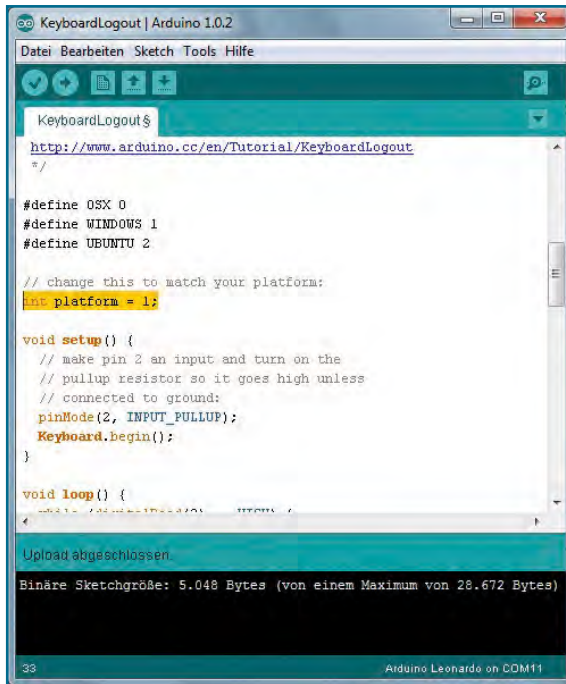 KeyboardLogout | Arduino 1.0.2
Datei Bearbeiten Sketch Tools Hilfe
KeyboardLogout §
http://www.arduino.cc/en/Tutorial/KeyboardLogout
*/
#define OSX 0
#define WINDOWS 1
#define UBUNTU 2
// change this to match your platform:
int platform = 1;
void setup() {
// make pin 2 an input and turn on the
// pullup resistor so it goes high unless
// connected to ground:
pinMode(2, INPUT_PULLUP);
Keyboard.begin();
}
void loop() {
Upload abgeschlossen.
Binäre Sketchgröße: 5.048 Bytes (von einem Maximum von 28.672 Bytes)
33 Arduino Leonardo on COM11